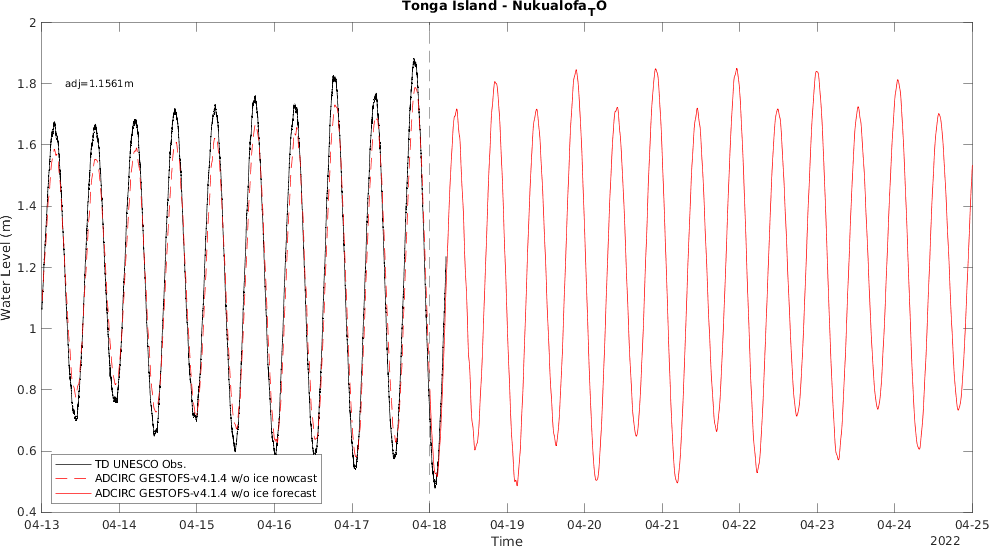 Tonga Island - Nukualofa_TO
adj=1.1561m
Water Level (m)
2
1.8
1.6
1.4
1.2
1
0.8
0.6
0.4
TD UNESCO Obs.
ADCIRC GESTOFS-v4.1.4 w/o ice nowcast
ADCIRC GESTOFS-v4.1.4 w/o ice forecast
04-13 04-14 04-15 04-16 04-17 04-18 04-19 04-20 04-21 04-22 04-23 04-24 04-25
Time
2022